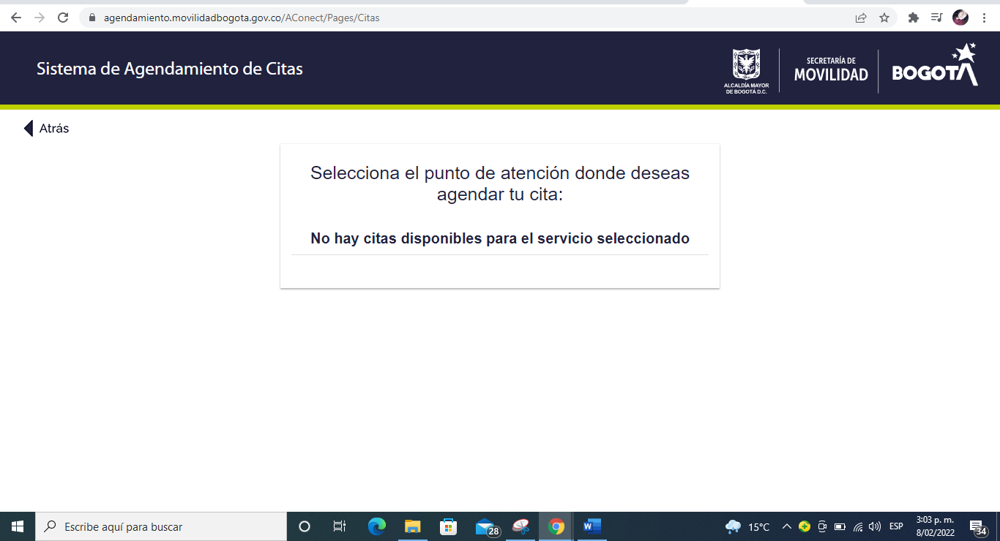 agendamiento.movilidadbogota.gov.co/AConect/Pages/Citas
Sistema de Agendamiento de Citas
ALCALDÍA MAYOR
DE BOGOTÁ D.C.
SECRETARÍA DE
MOVILIDAD
BOGOTÁ
Atrás
Selecciona el punto de atención donde deseas
agendar tu cita:
No hay citas disponibles para el servicio seleccionado
Escribe aquí para buscar
28
W
15°C
ESP
3:03 p. m.
8/02/2022
34